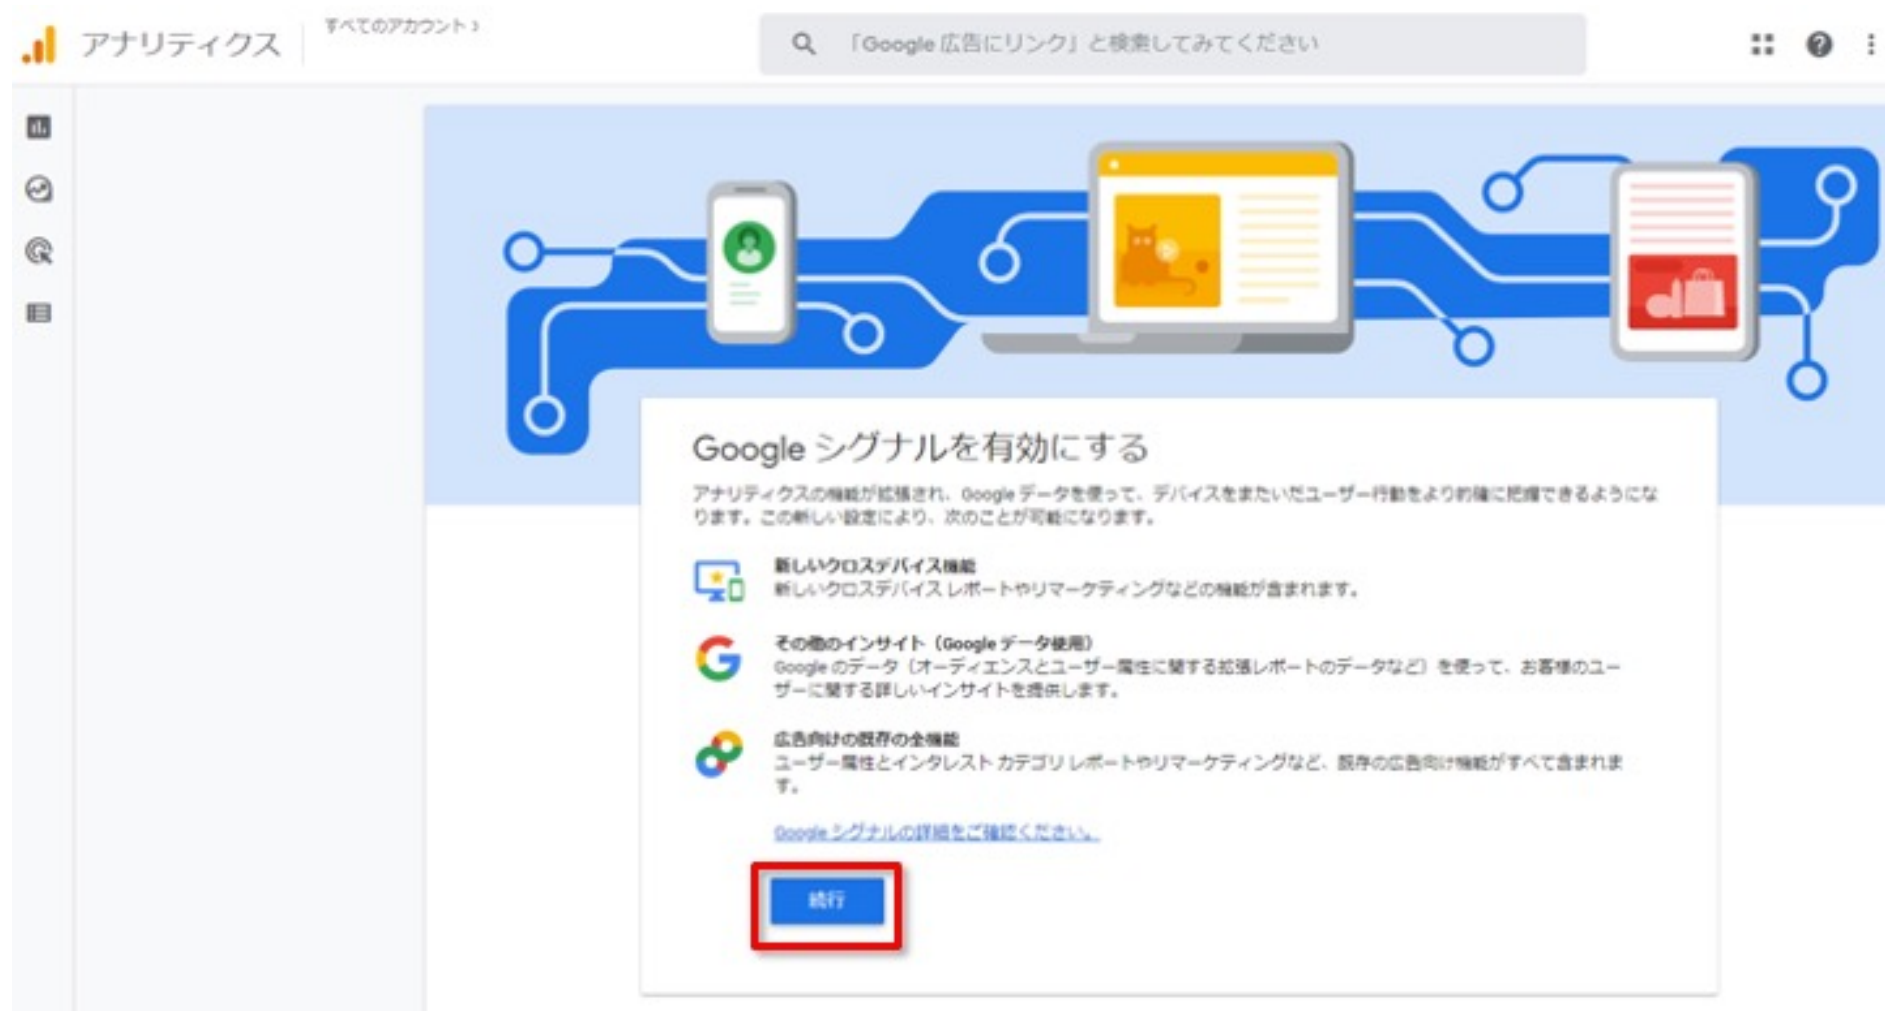 アナリティクス
すべてのアカウント ›
「Google 広告にリンク」と検索してみてください
Google シグナルを有効にする
アナリティクスの機能が拡張され、Google データを使って、デバイスをまたいだユーザー行動をより的確に把握できるようにな
ります。この新しい設定により、次のことが可能になります。
新しいクロスデバイス機能
新しいクロスデバイス レポートやリマーケティングなどの機能が含まれます。
その他のインサイト（Google データ使用）
Google のデータ（オーディエンスとユーザー属性に関する拡張レポートのデータなど）を使って、お客様のユー
ザーに関する詳しいインサイトを提供します。
広告向けの既存の全機能
ユーザー属性とインタレスト カテゴリ レポートやリマーケティングなど、既存の広告向け機能がすべて含まれま
す。
Google シグナルの詳細をご確認ください。
続行